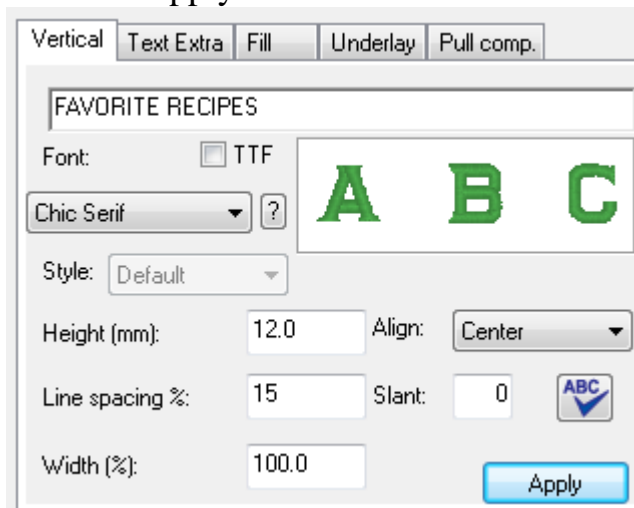 Vertical Text Extra Fill Underlay Pull comp.
FAVORITE RECIPES
Font: TTF
Chic Serif ? A B C
Style: Default
Height (mm): 12.0 Align: Center
Line spacing %: 15 Slant: 0 ABC
Width (%): 100.0 Apply